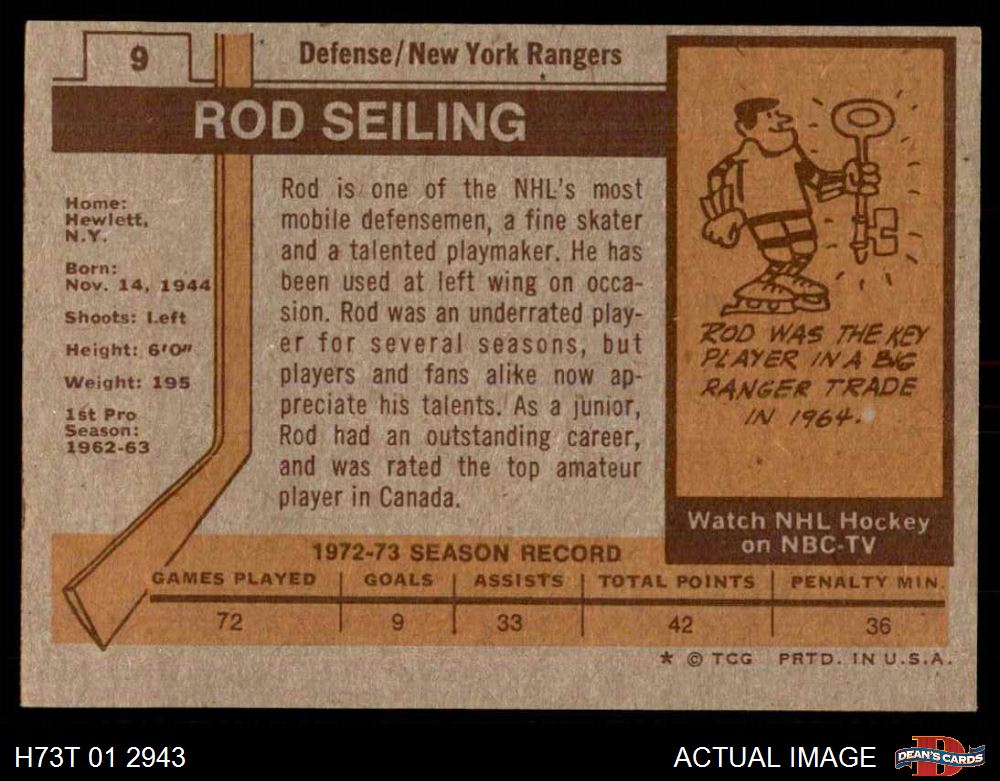 9
Defense/New York Rangers
ROD SEILING
Home:
Hewlett,
N.Y.
Born:
Nov. 14, 1944
Shoots: Left
Height: 6'0"
Weight: 195
1st Pro
Season:
1962-63
Rod is one of the NHL's most
mobile defensemen, a fine skater
and a talented playmaker. He has
been used at left wing on occa-
sion. Rod was an underrated play-
er for several seasons, but
players and fans alike now ap-
preciate his talents. As a junior,
Rod had an outstanding career,
and was rated the top amateur
player in Canada.
ROD WAS THE KEY
PLAYER IN A BIG
RANGER TRADE
IN 1964.
Watch NHL Hockey
on NBC-TV
1972-73 SEASON RECORD
GAMES PLAYED GOALS ASSISTS TOTAL POINTS PENALTY MIN.
72 9 33 42 36
* © TCG PRTD. IN U.S.A.
H73T 01 2943
ACTUAL IMAGE
D
DEAN'S CARDS